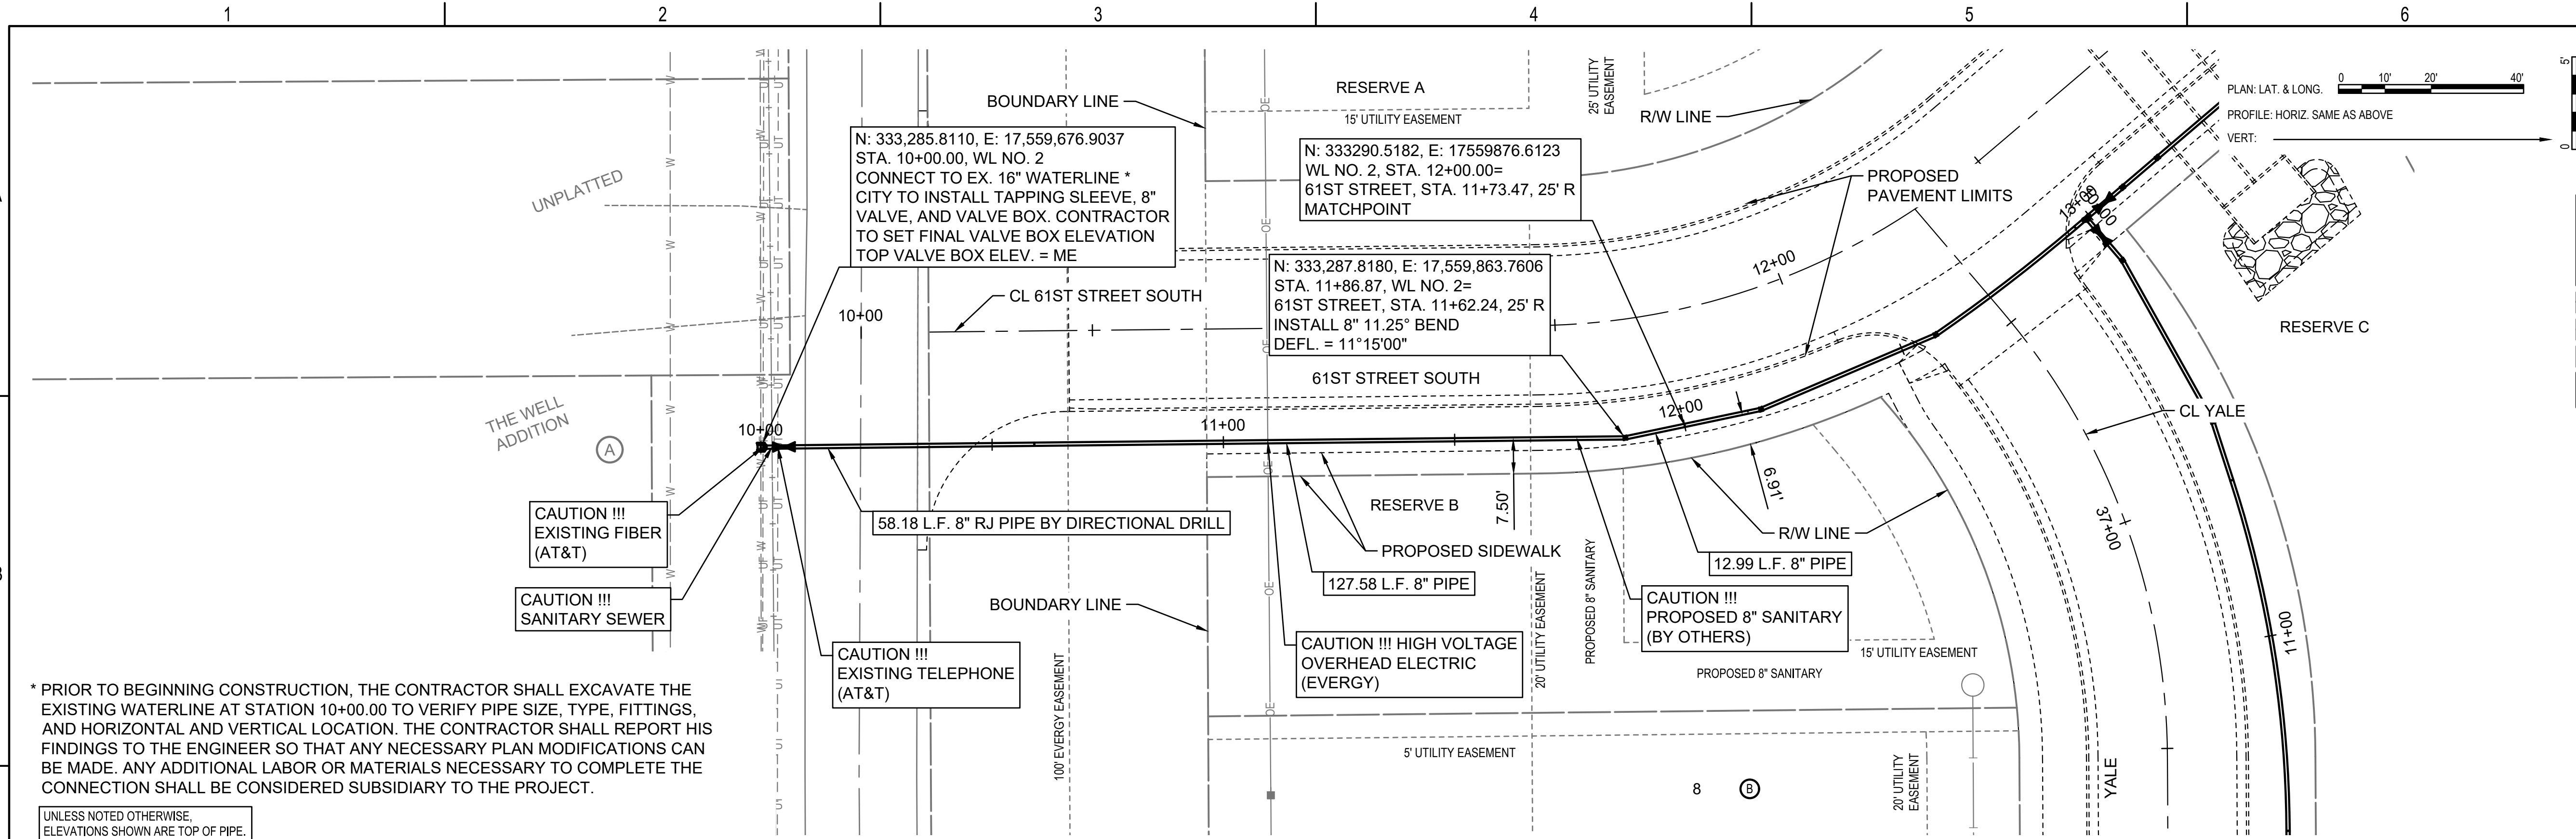 1
2
3
4
5
6
UNPLATTED
THE WELL
ADDITION
A
BOUNDARY LINE
N: 333,285.8110, E: 17,559,676.9037
STA. 10+00.00, WL NO. 2
CONNECT TO EX. 16" WATERLINE *
CITY TO INSTALL TAPPING SLEEVE, 8"
VALVE, AND VALVE BOX. CONTRACTOR
TO SET FINAL VALVE BOX ELEVATION
TOP VALVE BOX ELEV. = ME
10+00
CL 61ST STREET SOUTH
RESERVE A
15' UTILITY EASEMENT
25' UTILITY
EASEMENT
R/W LINE
N: 333290.5182, E: 17559876.6123
WL NO. 2, STA. 12+00.00=
61ST STREET, STA. 11+73.47, 25' R
MATCHPOINT
N: 333,287.8180, E: 17,559,863.7606
STA. 11+86.87, WL NO. 2=
61ST STREET, STA. 11+62.24, 25' R
INSTALL 8" 11.25° BEND
DEFL. = 11°15'00"
61ST STREET SOUTH
PROPOSED
PAVEMENT LIMITS
12+00
PLAN: LAT. & LONG.
0 10' 20' 40'
PROFILE: HORIZ. SAME AS ABOVE
VERT:
0
5'
13+00
RESERVE C
CL YALE
10+00
11+00
12+00
CAUTION !!!
EXISTING FIBER
(AT&T)
CAUTION !!!
SANITARY SEWER
CAUTION !!!
EXISTING TELEPHONE
(AT&T)
58.18 L.F. 8" RJ PIPE BY DIRECTIONAL DRILL
100' EVERGY EASEMENT
BOUNDARY LINE
RESERVE B
7.50'
PROPOSED SIDEWALK
127.58 L.F. 8" PIPE
CAUTION !!! HIGH VOLTAGE
OVERHEAD ELECTRIC
(EVERGY)
20' UTILITY EASEMENT
PROPOSED 8" SANITARY
6.91'
R/W LINE
12.99 L.F. 8" PIPE
CAUTION !!!
PROPOSED 8" SANITARY
(BY OTHERS)
15' UTILITY EASEMENT
PROPOSED 8" SANITARY
5' UTILITY EASEMENT
8
B
20' UTILITY
EASEMENT
37+00
YALE
11+00
* PRIOR TO BEGINNING CONSTRUCTION, THE CONTRACTOR SHALL EXCAVATE THE
EXISTING WATERLINE AT STATION 10+00.00 TO VERIFY PIPE SIZE, TYPE, FITTINGS,
AND HORIZONTAL AND VERTICAL LOCATION. THE CONTRACTOR SHALL REPORT HIS
FINDINGS TO THE ENGINEER SO THAT ANY NECESSARY PLAN MODIFICATIONS CAN
BE MADE. ANY ADDITIONAL LABOR OR MATERIALS NECESSARY TO COMPLETE THE
CONNECTION SHALL BE CONSIDERED SUBSIDIARY TO THE PROJECT.
UNLESS NOTED OTHERWISE,
ELEVATIONS SHOWN ARE TOP OF PIPE.